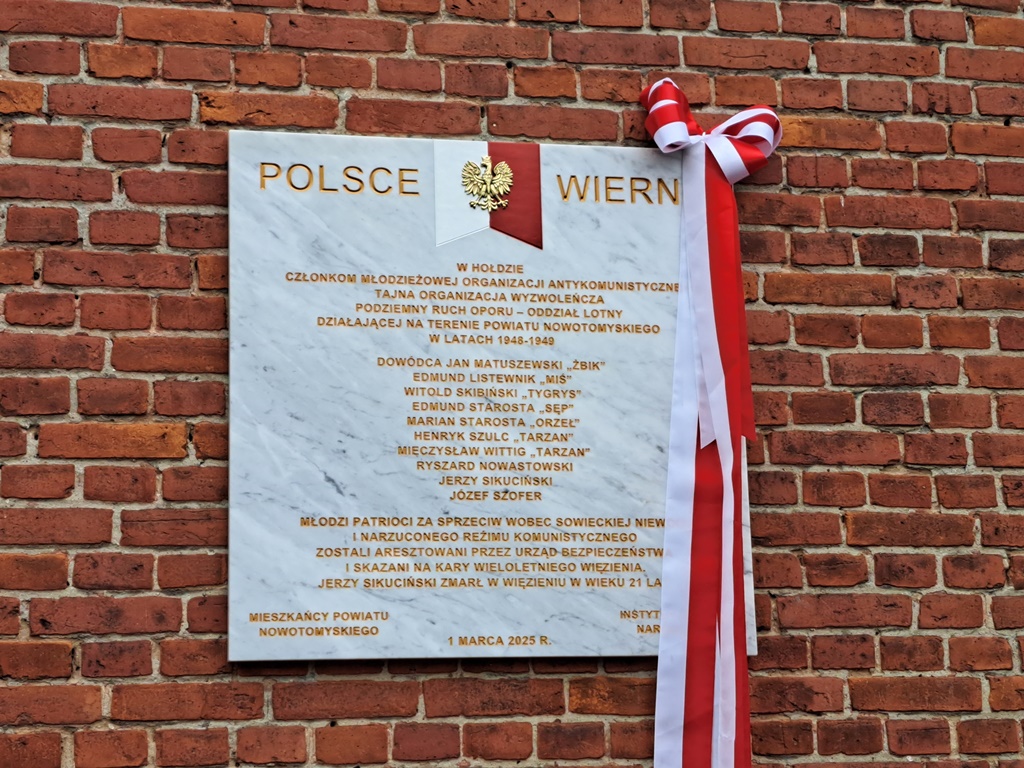 POLSCE WIERN
W HOŁDZIE
CZŁONKOM MŁODZIEŻOWEJ ORGANIZACJI ANTYKOMUNISTYCZNE
TAJNA ORGANIZACJA WYZWOLEŃCZA
PODZIEMNY RUCH OPORU – ODDZIAŁ LOTNY
DZIAŁAJĄCEJ NA TERENIE POWIATU NOWOTOMYSKIEGO
W LATACH 1948-1949
DOWÓDCA JAN MATUSZEWSKI „ŻBIK”
EDMUND LISTEWNIK „MIŚ”
WITOLD SKIBIŃSKI „TYGRYS”
EDMUND STAROSTA „SĘP”
MARIAN STAROSTA „ORZEŁ”
HENRYK SZULC „TARZAN”
MIECZYSŁAW WITTIG „TARZAN”
RYSZARD NOWASTOWSKI
JERZY SIKUCIŃSKI
JÓZEF SZOFER
MŁODZI PATRIOCI ZA SPRZECIW WOBEC SOWIECKIEJ NIEW
I NARZUCONEGO REŻIMU KOMUNISTYCZNEGO
ZOSTALI ARESZTOWANI PRZEZ URZĄD BEZPIECZEŃSTW
I SKAZANI NA KARY WIELOLETNIEGO WIĘZIENIA.
JERZY SIKUCIŃSKI ZMARŁ W WIĘZIENIU W WIEKU 21 LA
MIESZKAŃCY POWIATU INSTYT
NOWOTOMYSKIEGO NAR
1 MARCA 2025 R.